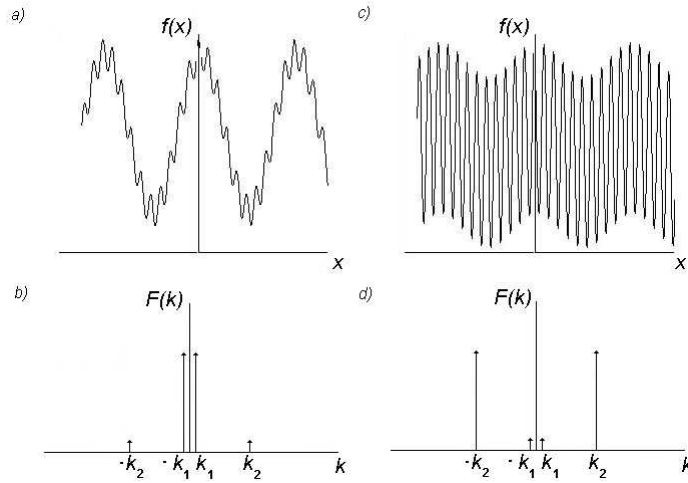 a)
f(x)
x
b)
F(k)
-k₂ -k₁ k₁ k₂ k
c)
f(x)
x
d)
F(k)
-k₂ -k₁ k₁ k₂ k